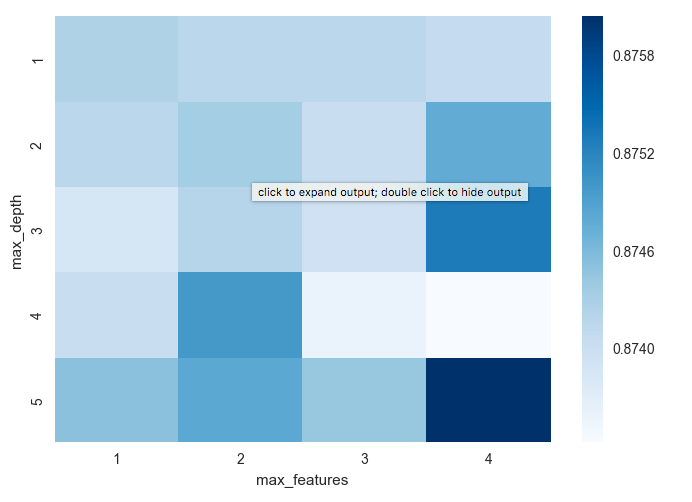 1
2
3
4
5
max_depth
click to expand output; double click to hide output
1 2 3 4
max_features
0.8758
0.8752
0.8746
0.8740